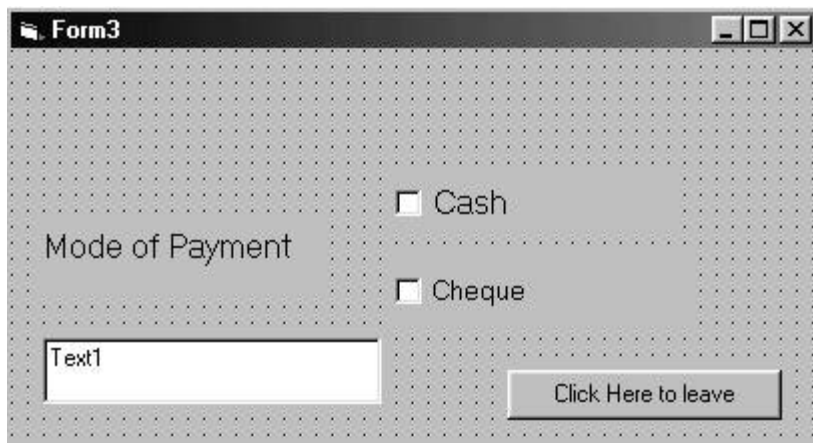 Form3
Cash
Mode of Payment
Cheque
Text1
Click Here to leave